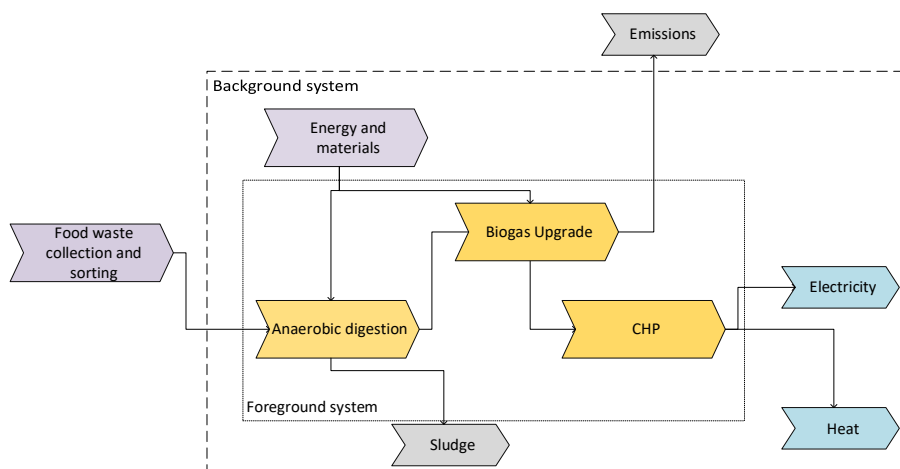 Emissions
Background system
Energy and
materials
Food waste
collection and
sorting
Biogas Upgrade
Electricity
Anaerobic digestion
CHP
Foreground system
Heat
Sludge